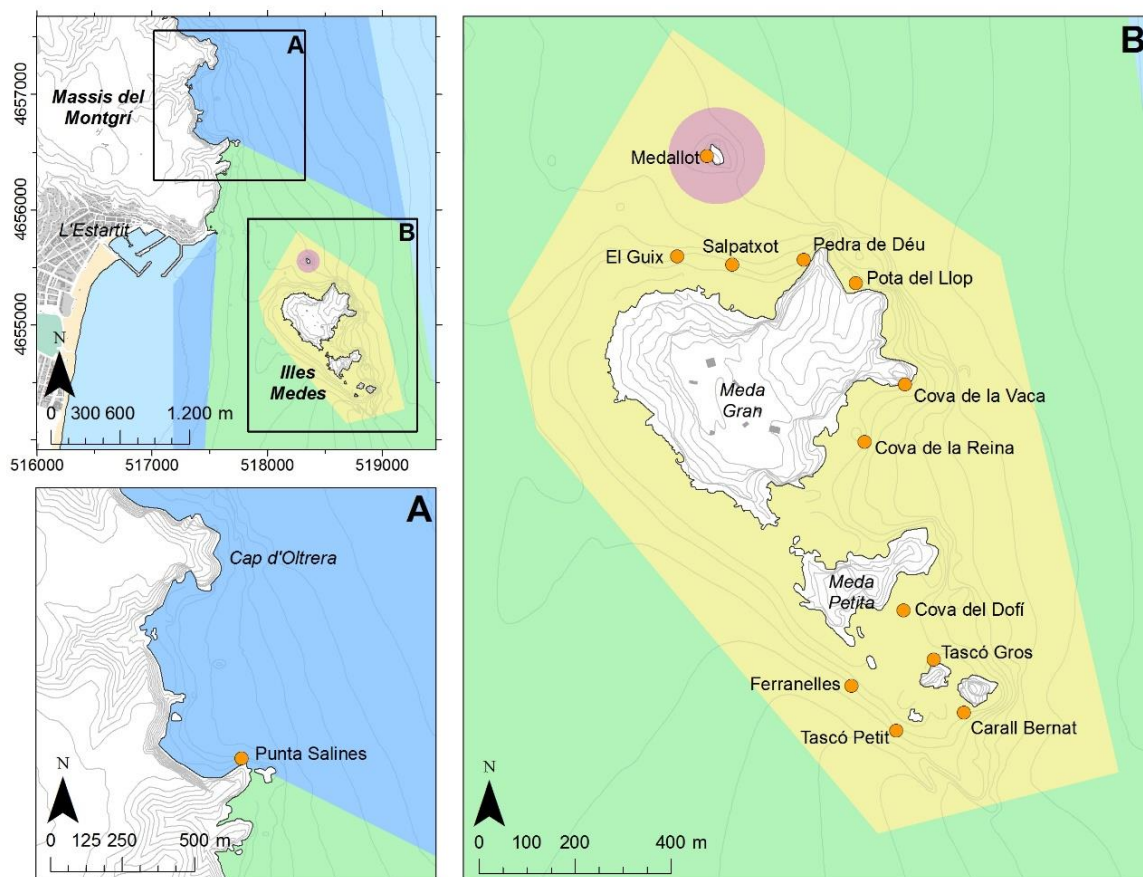 A
4657000
Massis del
Montgrí
4656000
L'Estartit
B
4655000
Illes
Medes
N
0 300 600 1.200 m
516000 517000 518000 519000
A
Cap d'Oltrera
Punta Salines
N
0 125 250 500 m
B
Medallot
El Guix
Salpatxot
Pedra de Déu
Pota del Llop
Meda
Gran
Cova de la Vaca
Cova de la Reina
Meda
Petita
Cova del Dofí
Tascó Gros
Ferranelles
Carall Bernat
Tascó Petit
N
0 100 200 400 m